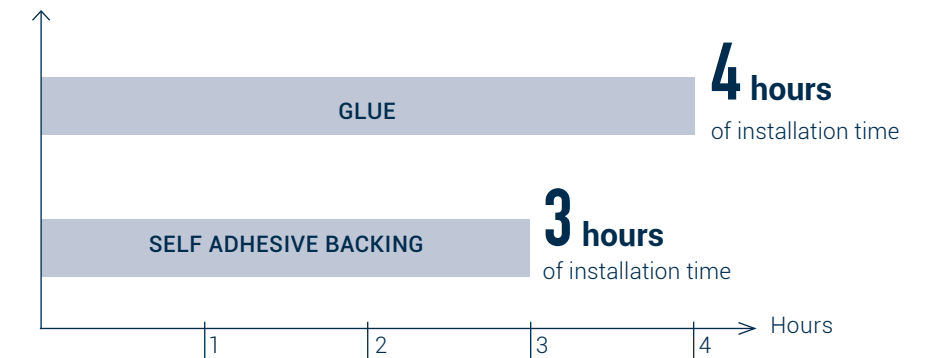 4 hours
GLUE
of installation time
3 hours
SELF ADHESIVE BACKING
of installation time
Hours
1 2 3 4